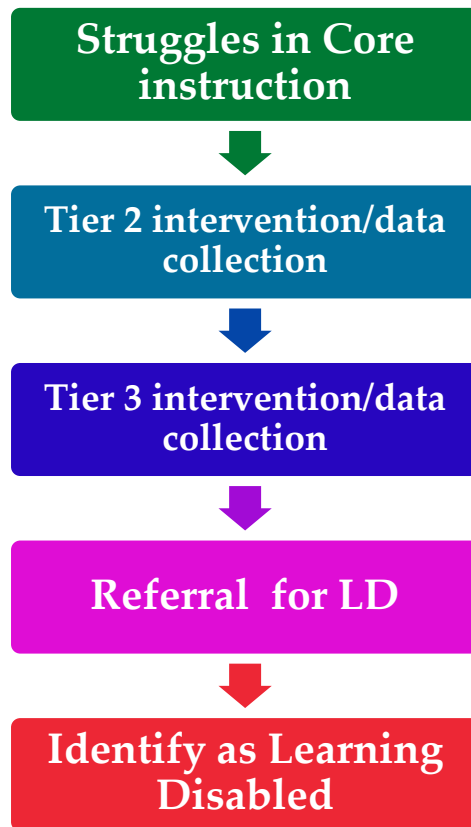 Struggles in Core
instruction
Tier 2 intervention/data
collection
Tier 3 intervention/data
collection
Referral for LD
Identify as Learning
Disabled